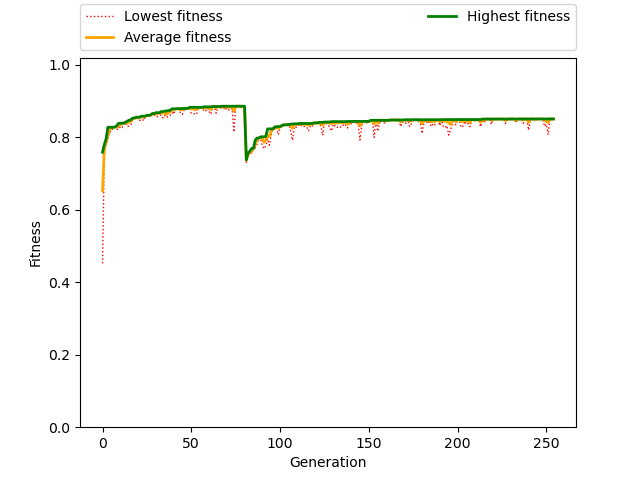 Lowest fitness
Average fitness
Highest fitness
1.0
0.8
0.6
0.4
0.2
0.0
Fitness
0 50 100 150 200 250
Generation